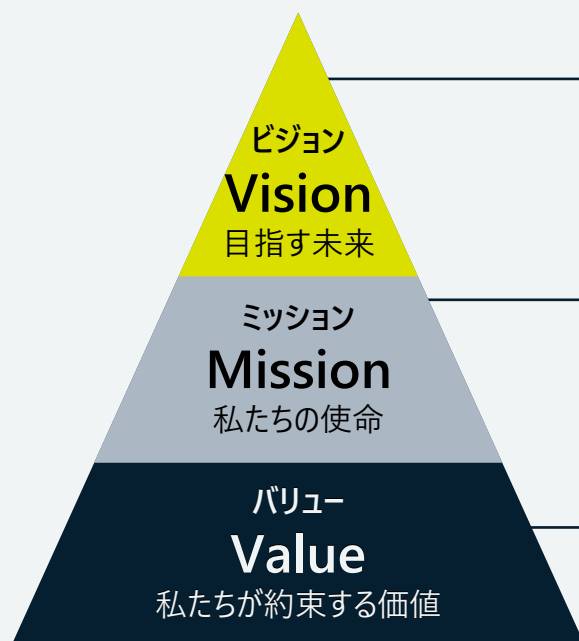 ビジョン
Vision
目指す未来
ミッション
Mission
私たちの使命
バリュー
Value
私たちが約束する価値